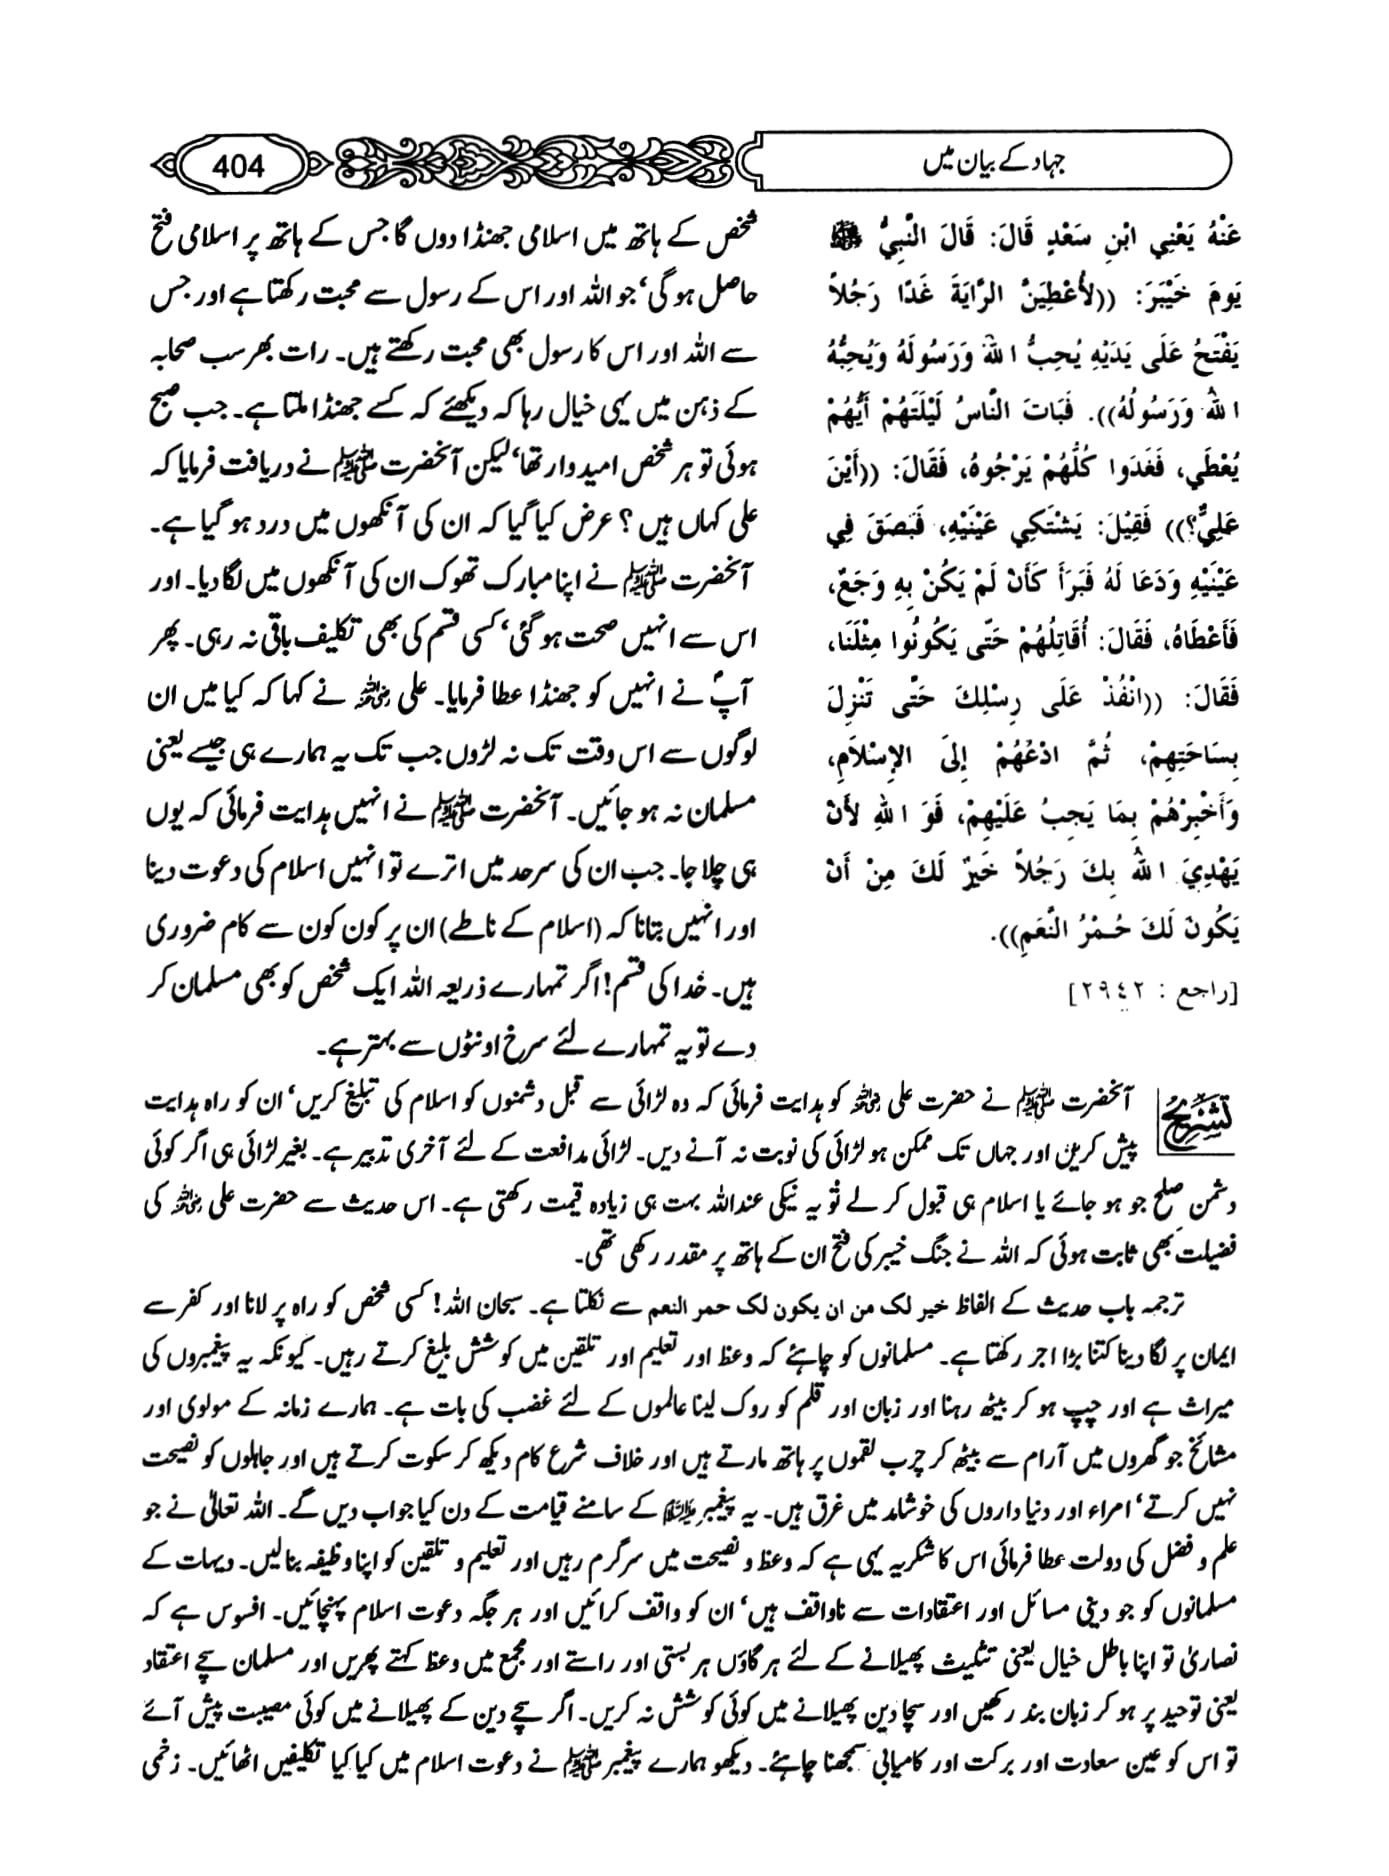 جہاد کے بیان میں
404
عَنْهُ يَعْنِي ابْنِ سَعْدٍ قَالَ: قَالَ النَّبِيُّ ﷺ
يَومَ خَيْبَرَ: ((لأُعْطِيَنَّ الرَّايَةَ غَدًا رَجُلاً
يَفْتَحُ عَلَى يَدَيْهِ يُحِبُّ اللهَ وَرَسُولَهُ وَيُحِبُّهُ
اللهُ وَرَسُولُهُ)). فَبَاتَ النَّاسُ لَيْلَتَهُمْ أَيُّهُمْ
يُعْطَي، فَغَدَوا كُلُّهُمْ يَرْجُوهُ، فَقَالَ: ((أَيْنَ
عَلِيٌّ؟)) فَقِيْلَ: يَشْتَكِي عَيْنَيْهِ، فَبَصَقَ فِي
عَيْنَيْهِ وَدَعَا لَهُ فَبَرَأَ كَأَنْ لَمْ يَكُنْ بِهِ وَجَعٌ،
فَأَعْطَاهُ، فَقَالَ: أُقَاتِلُهُمْ حَتَّى يَكُونُوا مِثْلَنَا،
فَقَالَ: ((انْفُذْ عَلَى رِسْلِكَ حَتَّى تَنْزِلَ
بِسَاحَتِهِمْ، ثُمَّ ادْعُهُمْ إِلَى الإِسْلاَمِ،
وَأَخْبِرْهُمْ بِمَا يَجِبُ عَلَيْهِمْ، فَوَ اللهِ لأَنْ
يَهْدِيَ اللهُ بِكَ رَجُلاً خَيْرٌ لَكَ مِنْ أَنْ
يَكُونَ لَكَ حُمْرُ النَّعَمِ)).
[راجع : ٢٩٤٢]
شخص کے ہاتھ میں اسلامی جھنڈا دوں گا جس کے ہاتھ پر اسلامی فتح
حاصل ہوگی‘ جو اللہ اور اس کے رسول سے محبت رکھتا ہے اور جس
سے اللہ اور اس کا رسول بھی محبت رکھتے ہیں۔ رات بھر سب صحابہ
کے ذہن میں یہی خیال رہا کہ دیکھئے کہ کسے جھنڈا ملتا ہے۔ جب صبح
ہوئی تو ہر شخص امیدوار تھا‘ لیکن آنحضرت ﷺ نے دریافت فرمایا کہ
علی کہاں ہیں؟ عرض کیا گیا کہ ان کی آنکھوں میں درد ہو گیا ہے۔
آنحضرت ﷺ نے اپنا مبارک تھوک ان کی آنکھوں میں لگا دیا۔ اور
اس سے انہیں صحت ہوگئی‘ کسی قسم کی بھی تکلیف باقی نہ رہی۔ پھر
آپؐ نے انہیں کو جھنڈا عطا فرمایا۔ علی رضی اللہ عنہ نے کہا کہ کیا میں ان
لوگوں سے اس وقت تک نہ لڑوں جب تک یہ ہمارے ہی جیسے یعنی
مسلمان نہ ہو جائیں۔ آنحضرت ﷺ نے انہیں ہدایت فرمائی کہ یوں
ہی چلا جا۔ جب ان کی سرحد میں اترے تو انہیں اسلام کی دعوت دینا
اور انہیں بتانا کہ (اسلام کے ناطے) ان پر کون کون سے کام ضروری
ہیں۔ خدا کی قسم! اگر تمہارے ذریعہ اللہ ایک شخص کو بھی مسلمان کر
دے تو یہ تمہارے لئے سرخ اونٹوں سے بہتر ہے۔
تشریح
آنحضرت ﷺ نے حضرت علی رضی اللہ عنہ کو ہدایت فرمائی کہ وہ لڑائی سے قبل دشمنوں کو اسلام کی تبلیغ کریں‘ ان کو راہ ہدایت
پیش کریں اور جہاں تک ممکن ہو لڑائی کی نوبت نہ آنے دیں۔ لڑائی مدافعت کے لئے آخری تدبیر ہے۔ بغیر لڑائی ہی اگر کوئی
دشمن صلح جو ہو جائے یا اسلام ہی قبول کر لے تو یہ نیکی عنداللہ بہت ہی زیادہ قیمت رکھتی ہے۔ اس حدیث سے حضرت علی رضی اللہ عنہ کی
فضیلت بھی ثابت ہوئی کہ اللہ نے جنگ خیبر کی فتح ان کے ہاتھ پر مقدر رکھی تھی۔
ترجمہ باب حدیث کے الفاظ خیر لک من ان یکون لک حمر النعم سے نکلتا ہے۔ سبحان اللہ! کسی شخص کو راہ پر لانا اور کفر سے
ایمان پر لگا دینا کتنا بڑا اجر رکھتا ہے۔ مسلمانوں کو چاہئے کہ وعظ اور تعلیم اور تلقین میں کوشش بلیغ کرتے رہیں۔ کیونکہ یہ پیغمبروں کی
میراث ہے اور چپ ہو کر بیٹھ رہنا اور زبان اور قلم کو روک لینا عالموں کے لئے غضب کی بات ہے۔ ہمارے زمانہ کے مولوی اور
مشائخ جو گھروں میں آرام سے بیٹھ کر چرب لقموں پر ہاتھ مارتے ہیں اور خلاف شرع کام دیکھ کر سکوت کرتے ہیں اور جاہلوں کو نصیحت
نہیں کرتے‘ امراء اور دنیا داروں کی خوشامد میں غرق ہیں۔ یہ پیغمبر ﷺ کے سامنے قیامت کے دن کیا جواب دیں گے۔ اللہ تعالیٰ نے جو
علم و فضل کی دولت عطا فرمائی اس کا شکریہ یہی ہے کہ وعظ و نصیحت میں سرگرم رہیں اور تعلیم و تلقین کو اپنا وظیفہ بنا لیں۔ دیہات کے
مسلمانوں کو جو دینی مسائل اور اعتقادات سے ناواقف ہیں‘ ان کو واقف کرائیں اور ہر جگہ دعوت اسلام پہنچائیں۔ افسوس ہے کہ
نصاریٰ تو اپنا باطل خیال یعنی تثلیث پھیلانے کے لئے ہر گاؤں ہر بستی اور راستے اور مجمع میں وعظ کہتے پھریں اور مسلمان سچے اعتقاد
یعنی توحید پر ہو کر زبان بند رکھیں اور سچا دین پھیلانے میں کوئی کوشش نہ کریں۔ اگر سچے دین کے پھیلانے میں کوئی مصیبت پیش آئے
تو اس کو عین سعادت اور برکت اور کامیابی سمجھنا چاہئے۔ دیکھو ہمارے پیغمبر ﷺ نے دعوت اسلام میں کیا کیا تکلیفیں اٹھائیں۔ زخمی